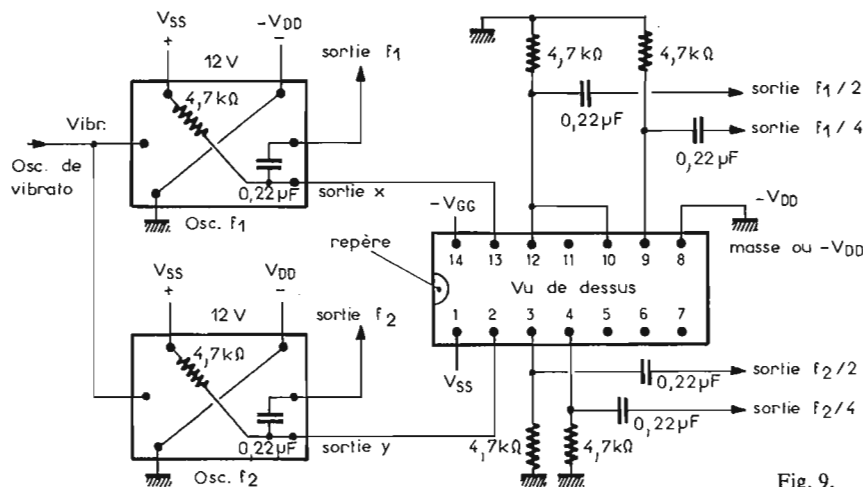 VSS
+
-VDD
−
12V
sortie f1
4,7kΩ
Vibr.
Osc. de
vibrato
0,22µF
sortie x
Osc. f1
4,7kΩ
4,7kΩ
sortie f1/2
0,22µF
sortie f1/4
0,22µF
-VGG
-VDD
masse ou -VDD
repère
14 13 12 11 10 9 8
Vu de dessus
1 2 3 4 5 6 7
VSS
VSS
+
VDD
−
12V
sortie f2
4,7kΩ
0,22µF
sortie y
Osc. f2
sortie f2/2
0,22µF
sortie f2/4
0,22µF
4,7kΩ
4,7kΩ
Fig. 9.